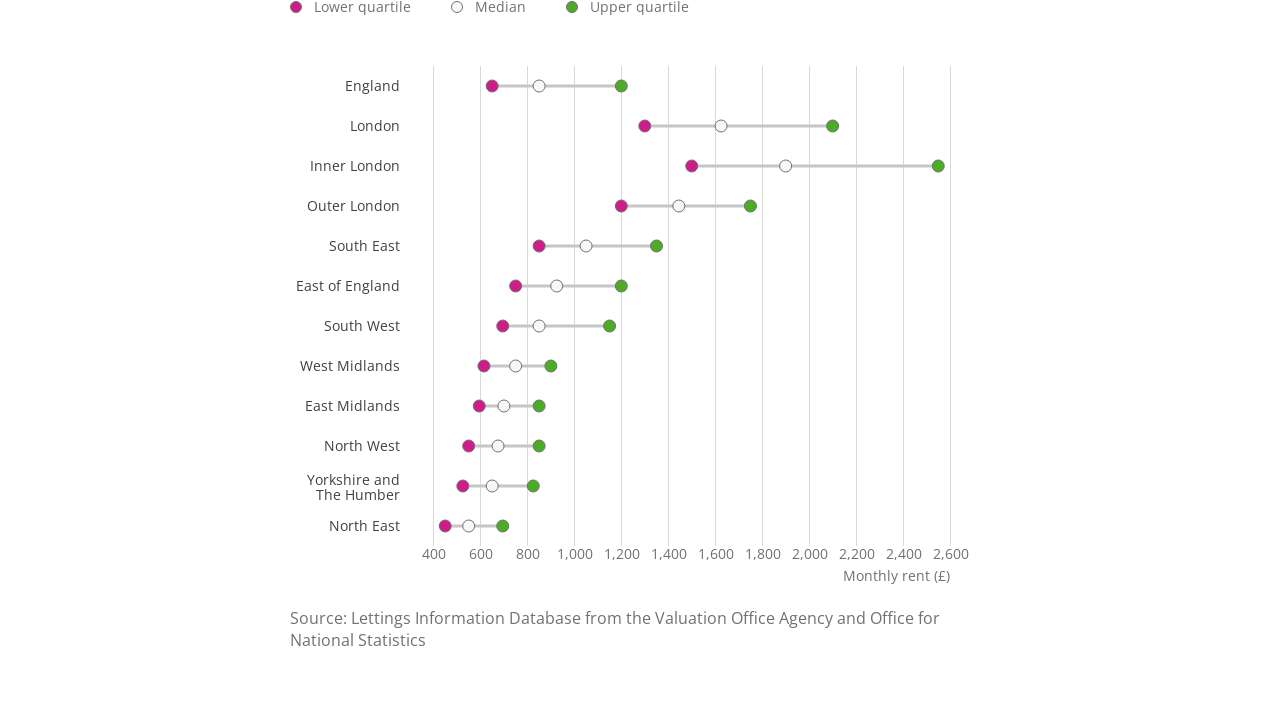 Lower quartile Median Upper quartile
England
London
Inner London
Outer London
South East
East of England
South West
West Midlands
East Midlands
North West
Yorkshire and
The Humber
North East
400 600 800 1,000 1,200 1,400 1,600 1,800 2,000 2,200 2,400 2,600
Monthly rent (£)
Source: Lettings Information Database from the Valuation Office Agency and Office for
National Statistics